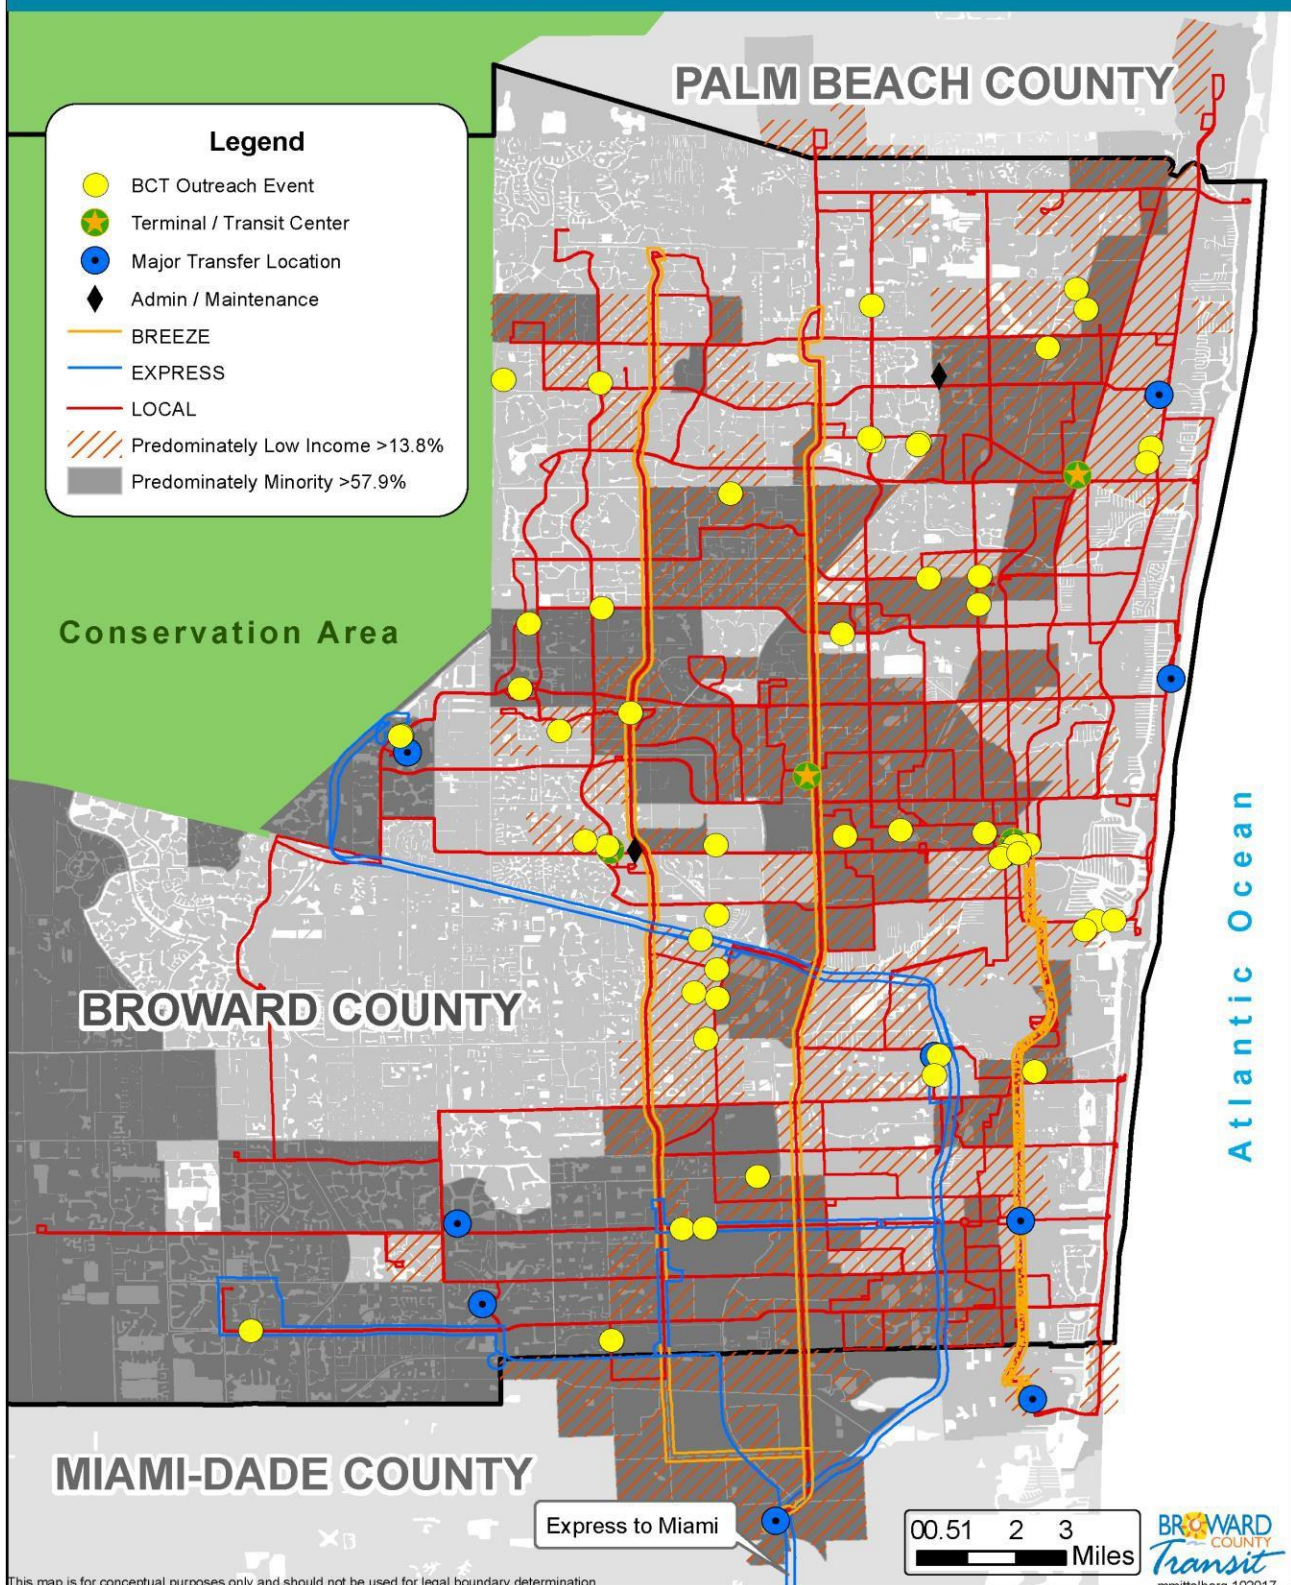 PALM BEACH COUNTY
Legend
BCT Outreach Event
Terminal / Transit Center
Major Transfer Location
Admin / Maintenance
BREEZE
EXPRESS
LOCAL
Predominately Low Income >13.8%
Predominately Minority >57.9%
Conservation Area
Atlantic Ocean
BROWARD COUNTY
MIAMI-DADE COUNTY
Express to Miami
00.51 2 3
Miles
BROWARD
COUNTY
Transit
This map is for conceptual purposes only and should not be used for legal boundary determination
mmittelberg 102017